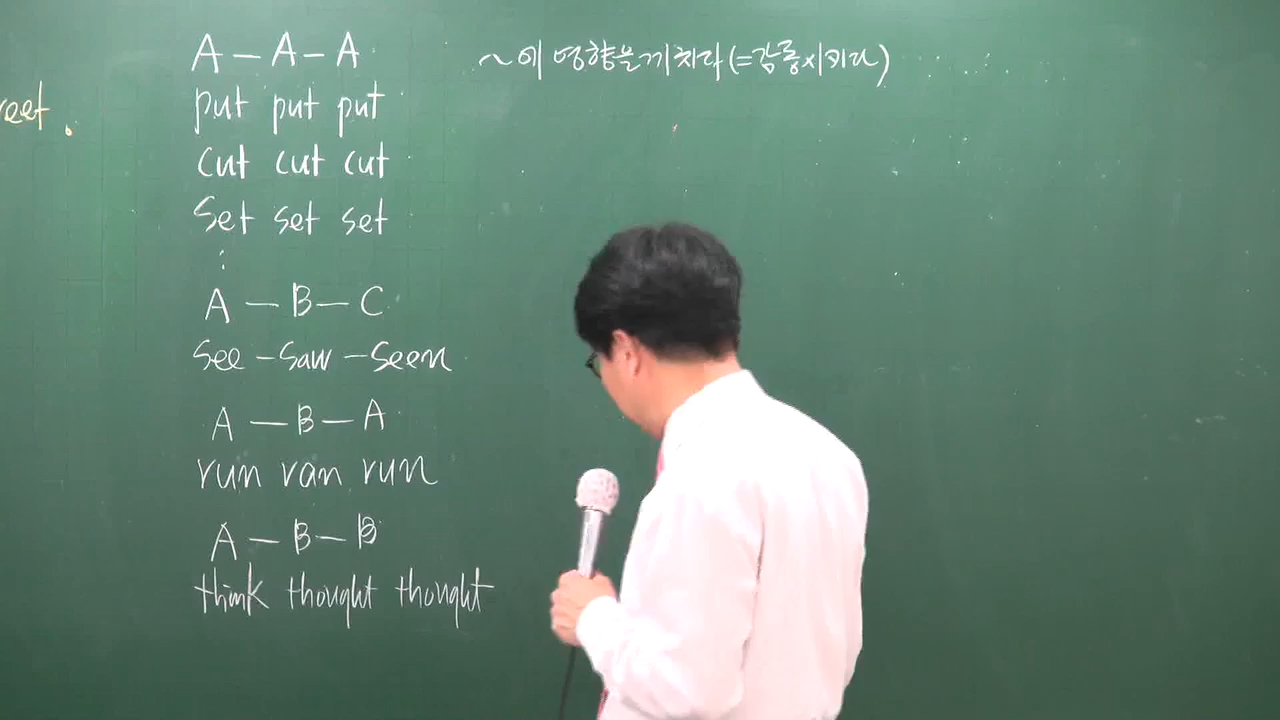 A-A-A
~에 영향을 끼치다(=감동시키다)
put put put
cut cut cut
set set set
⋮
A-B-C
see-saw-seen
A-B-A
run ran run
A-B-B
think thought thought